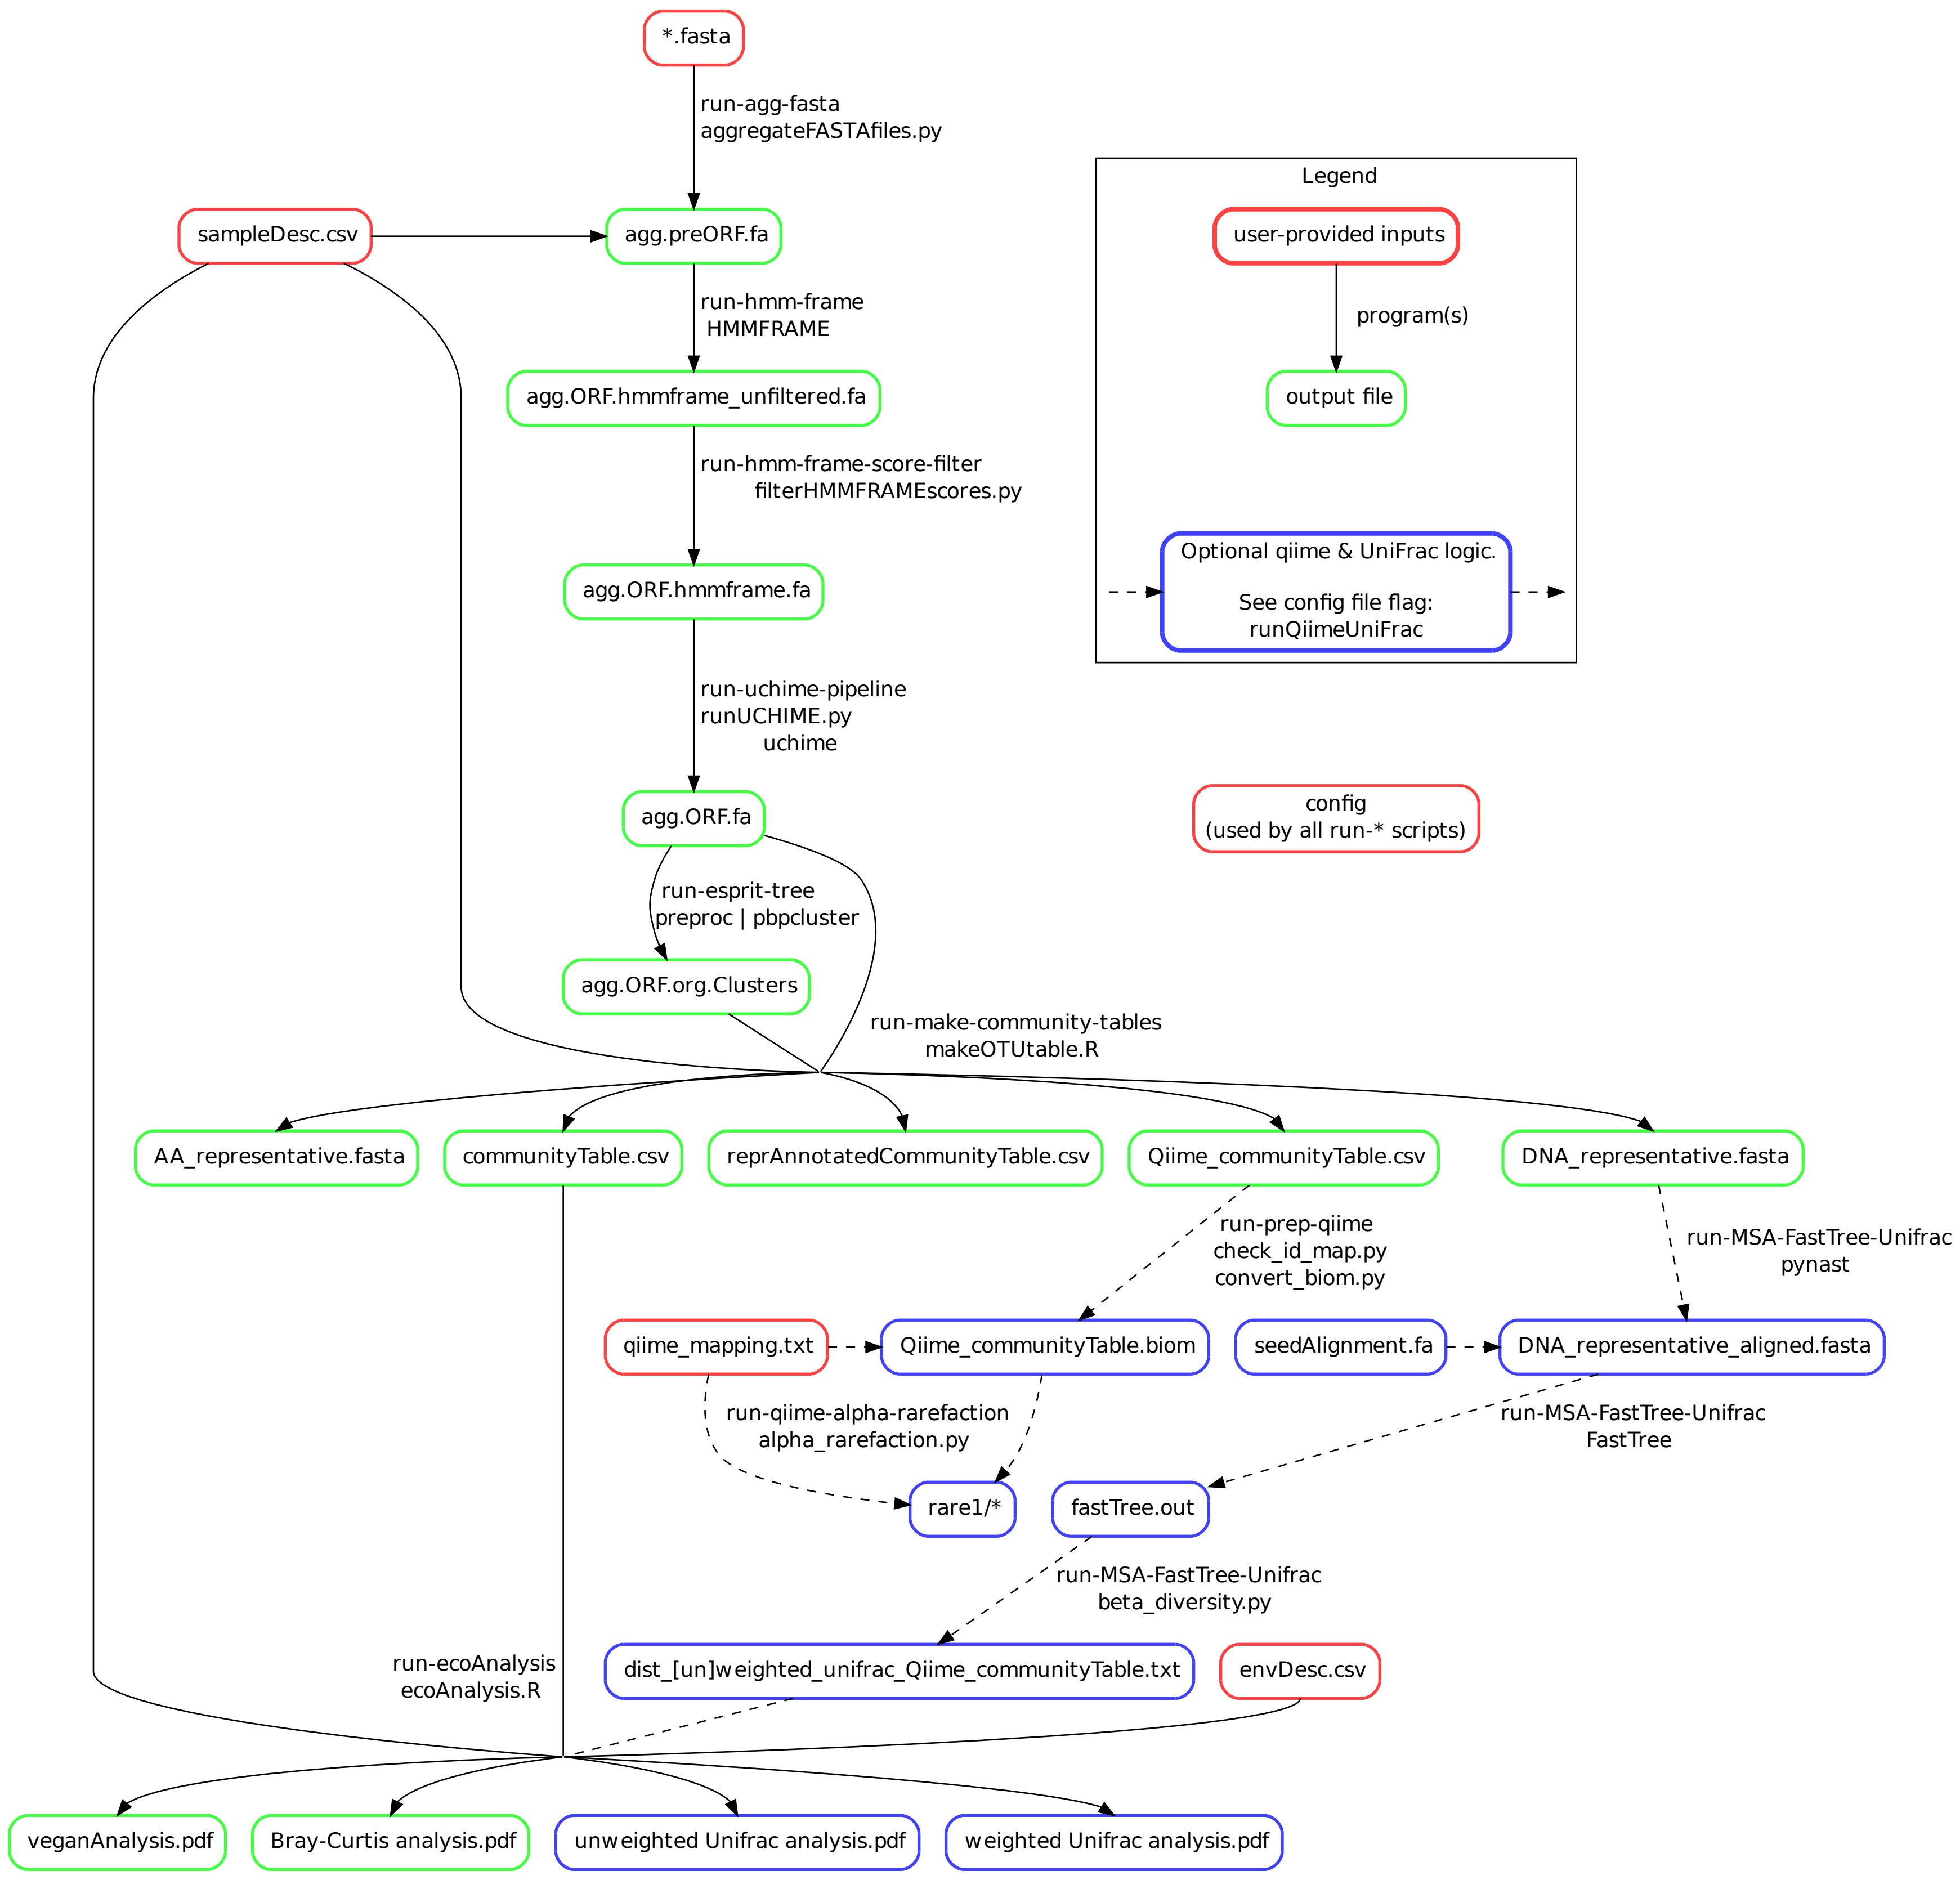 *.fasta
run-agg-fasta
aggregateFASTAfiles.py
Legend
sampleDesc.csv
agg.preORF.fa
user-provided inputs
run-hmm-frame
HMMFRAME
program(s)
agg.ORF.hmmframe_unfiltered.fa
output file
run-hmm-frame-score-filter
filterHMMFRAMEscores.py
Optional qiime & UniFrac logic.
See config file flag:
runQiimeUniFrac
agg.ORF.hmmframe.fa
run-uchime-pipeline
runUCHIME.py
uchime
agg.ORF.fa
config
(used by all run-* scripts)
run-esprit-tree
preproc | pbpcluster
agg.ORF.org.Clusters
run-make-community-tables
makeOTUtable.R
AA_representative.fasta
communityTable.csv
reprAnnotatedCommunityTable.csv
Qiime_communityTable.csv
DNA_representative.fasta
run-prep-qiime
check_id_map.py
convert_biom.py
run-MSA-FastTree-Unifrac
pynast
qiime_mapping.txt
Qiime_communityTable.biom
seedAlignment.fa
DNA_representative_aligned.fasta
run-qiime-alpha-rarefaction
alpha_rarefaction.py
run-MSA-FastTree-Unifrac
FastTree
rare1/*
fastTree.out
run-MSA-FastTree-Unifrac
beta_diversity.py
run-ecoAnalysis
ecoAnalysis.R
dist_[un]weighted_unifrac_Qiime_communityTable.txt
envDesc.csv
veganAnalysis.pdf
Bray-Curtis analysis.pdf
unweighted Unifrac analysis.pdf
weighted Unifrac analysis.pdf